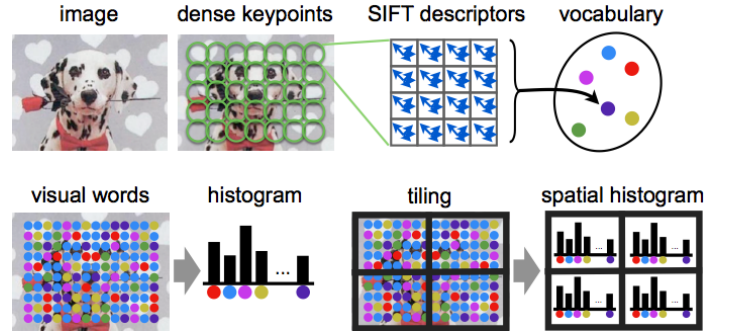 image
dense keypoints
SIFT descriptors
vocabulary
visual words
histogram
tiling
spatial histogram
...
...
...
...
...